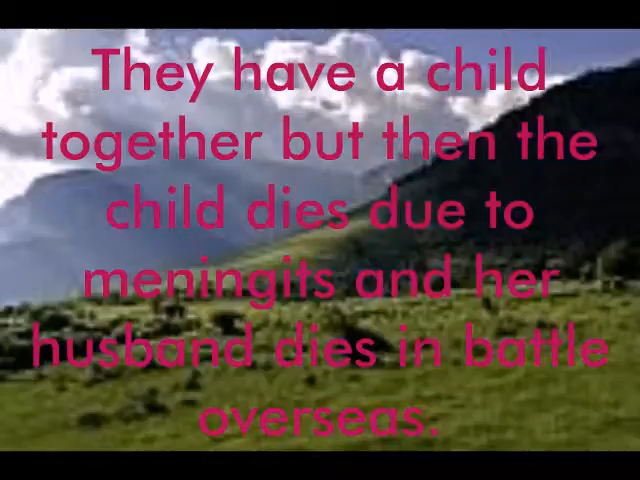 They have a child
together but then the
child dies due to
meningits and her
husband dies in battle
overseas.